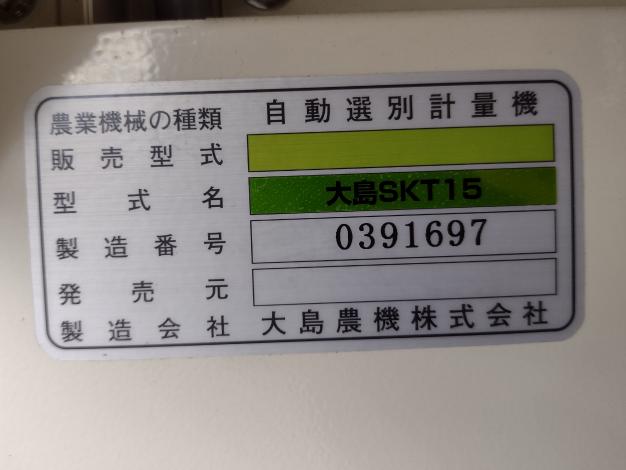 農業機械の種類 自動選別計量機
販売型式
型式名 大島SKT15
製造番号 0391697
発売元
製造会社 大島農機株式会社